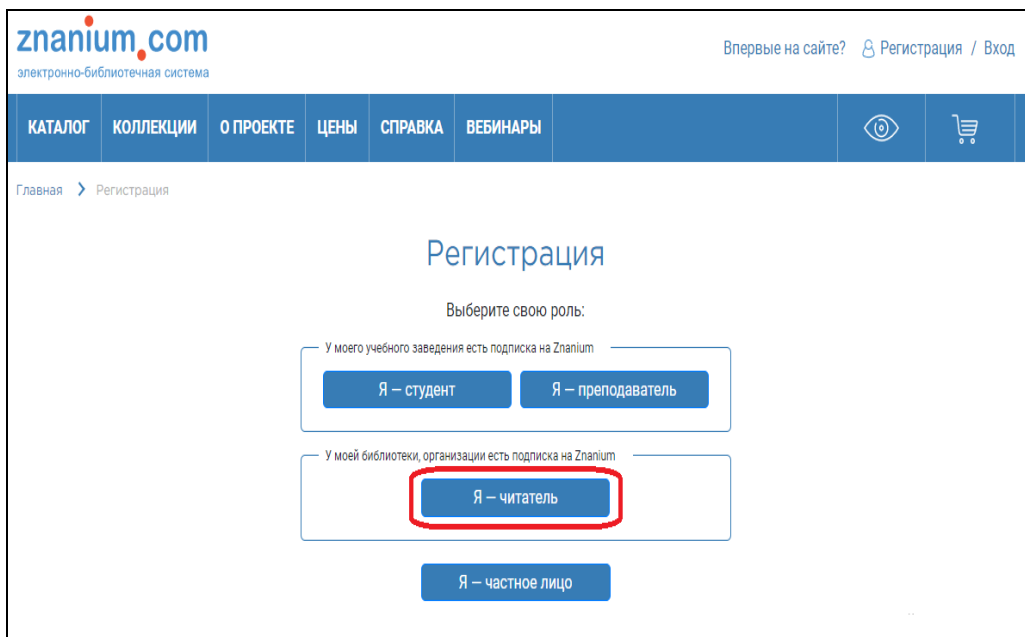 znanium.com
электронно-библиотечная система
Впервые на сайте? Регистрация / Вход
КАТАЛОГ КОЛЛЕКЦИИ О ПРОЕКТЕ ЦЕНЫ СПРАВКА ВЕБИНАРЫ
Главная > Регистрация
Регистрация
Выберите свою роль:
У моего учебного заведения есть подписка на Znanium
Я — студент Я — преподаватель
У моей библиотеки, организации есть подписка на Znanium
Я — читатель
Я — частное лицо